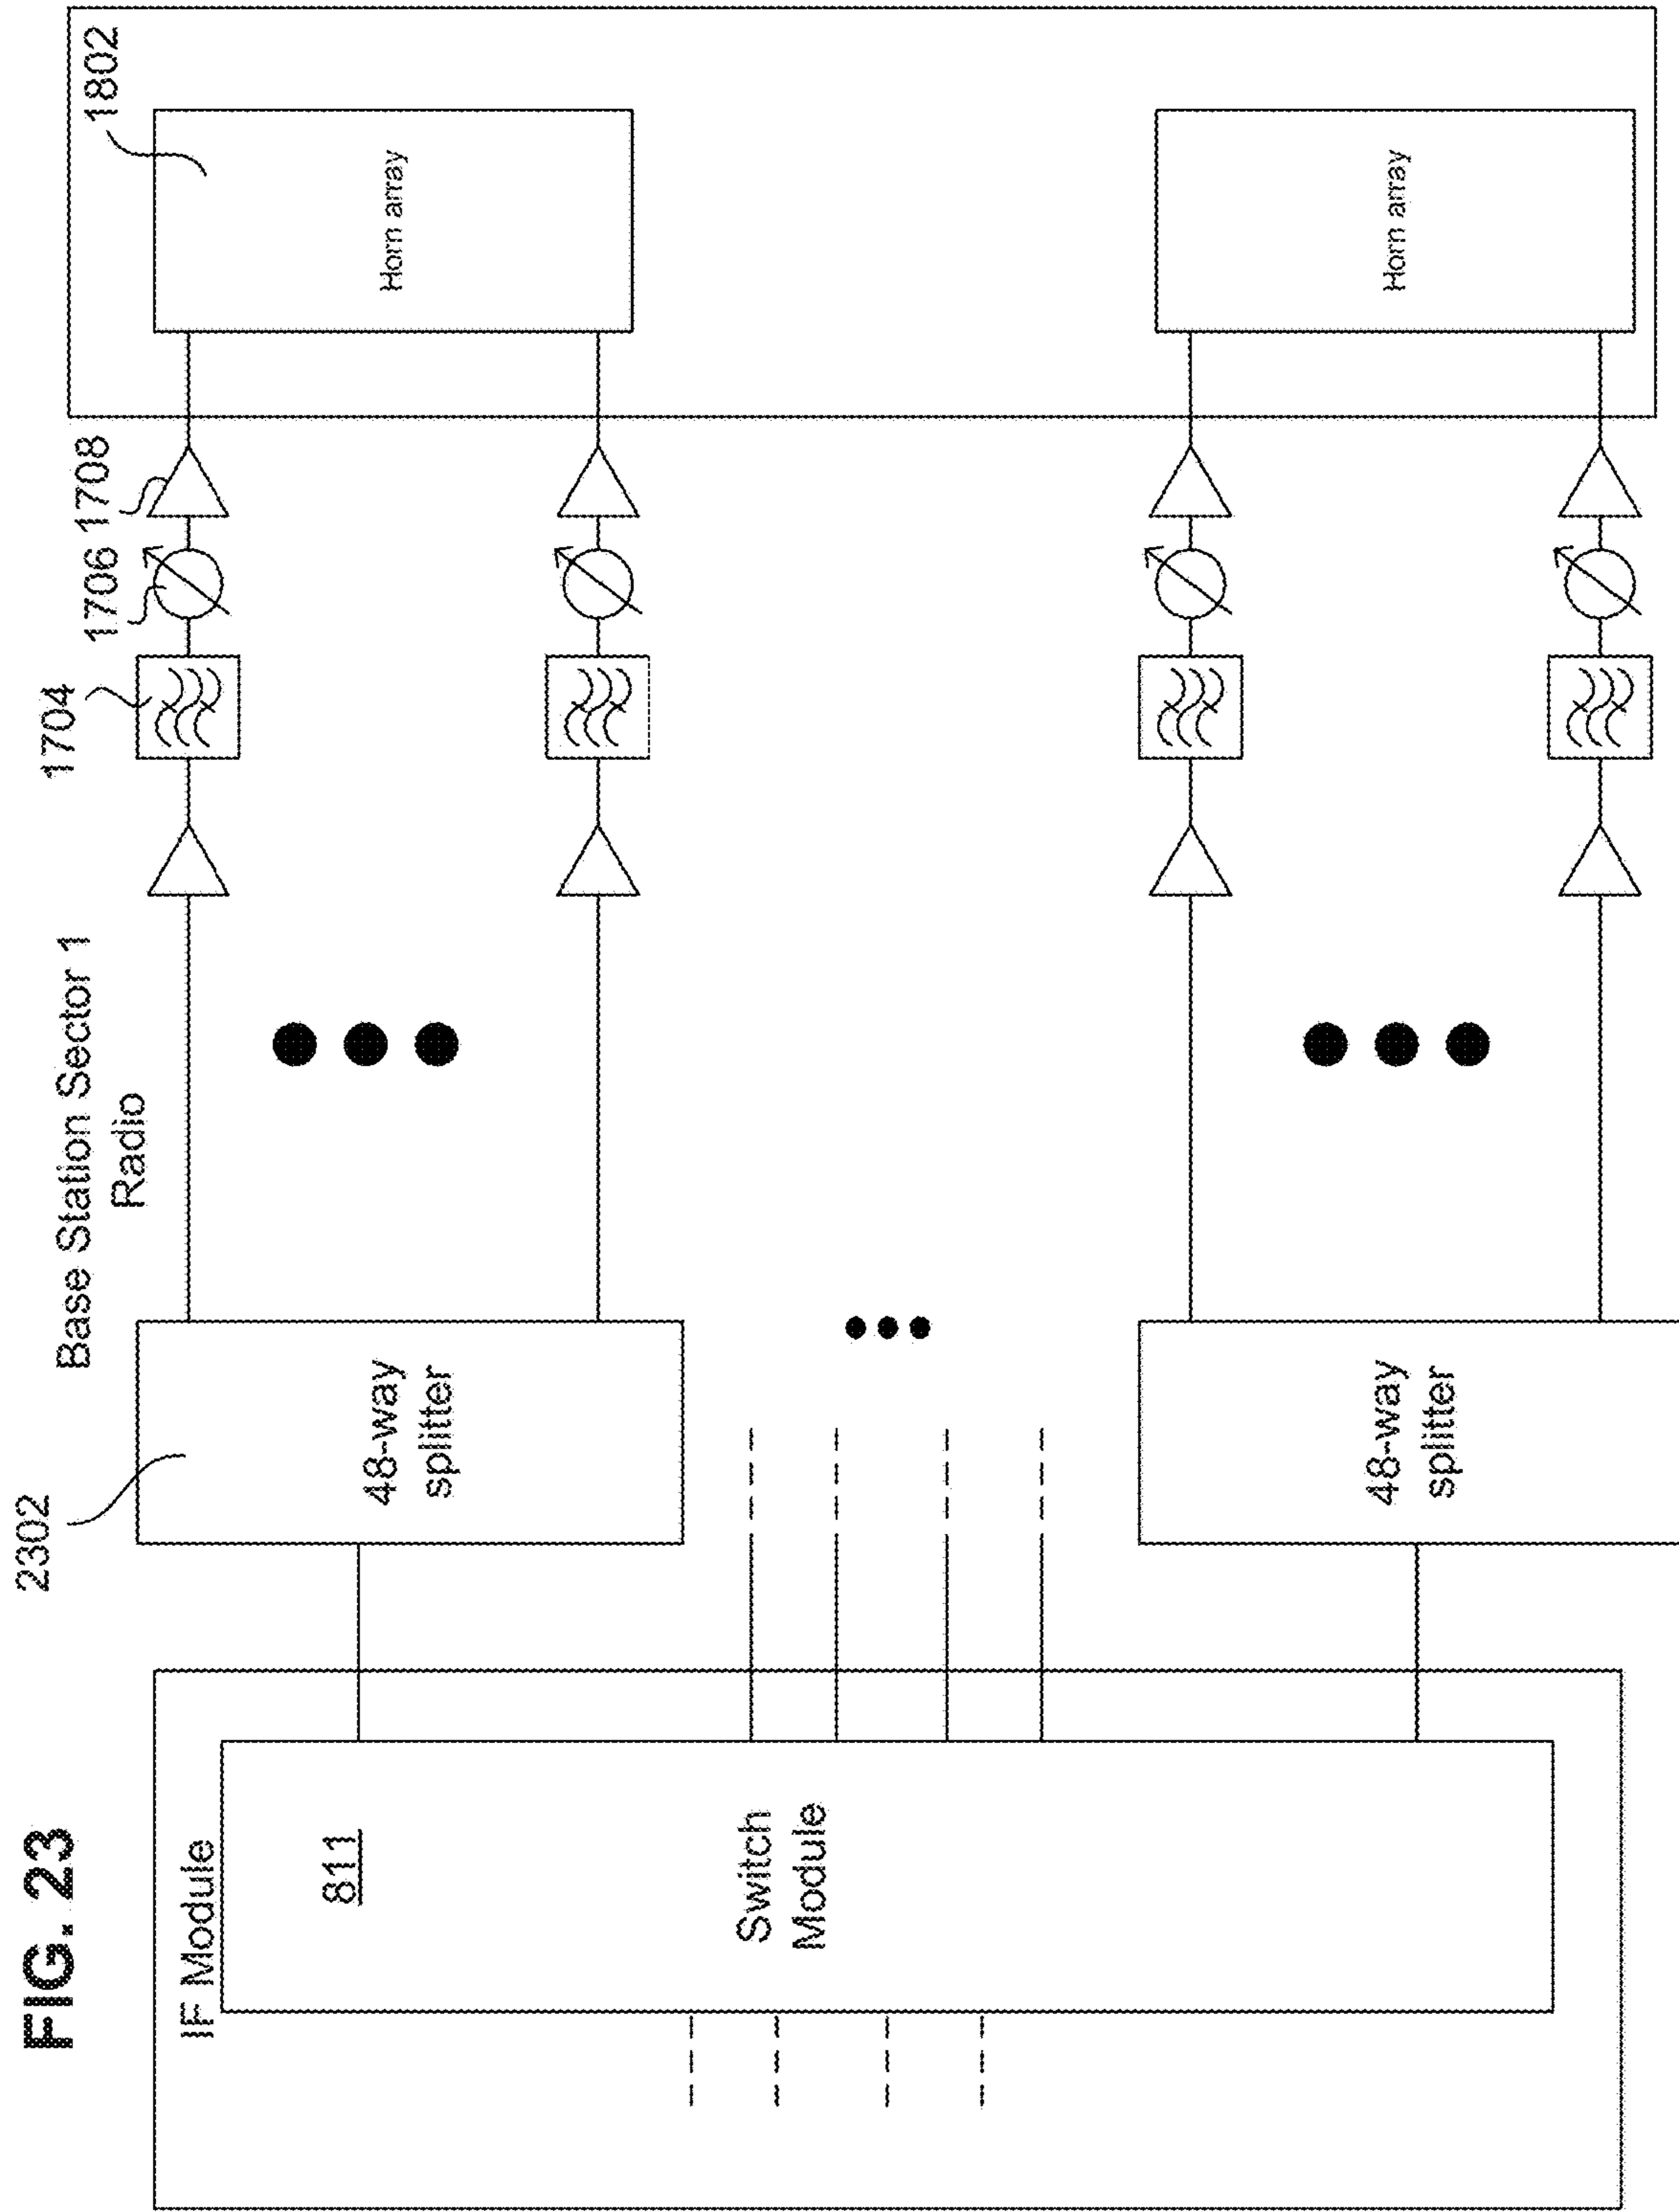 FIG. 23
Base Station Sector 1
Radio
IF Module
811
Switch
Module
2302
48-way
splitter
48-way
splitter
1704
1706
1708
1802
Horn array
Horn array